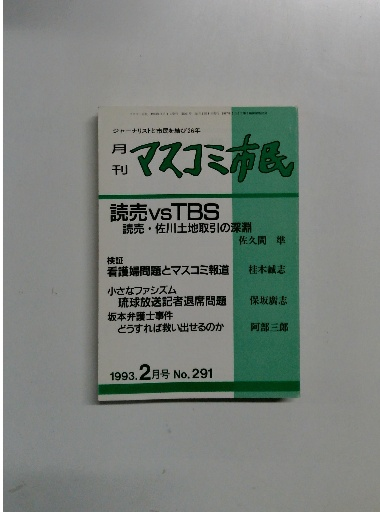 ジャーナリストと市民を結び26年
月刊
マスコミ市民
読売vsTBS
読売・佐川土地取引の深淵
佐久間 準
検証
看護婦問題とマスコミ報道 桂木誠志
小さなファシズム
琉球放送記者退席問題 保坂廣志
坂本弁護士事件
どうすれば救い出せるのか 阿部三郎
1993.2月号 No.291